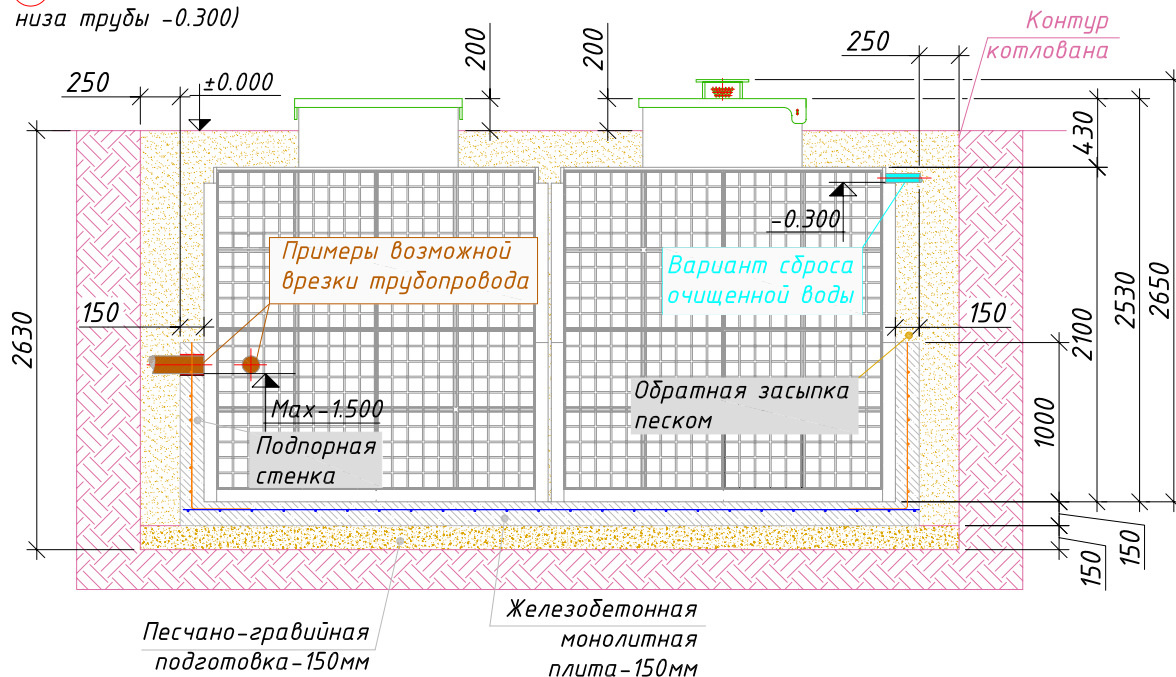 низа трубы -0.300)
Контур
котлована
200
200
250
250
±0.000
430
-0.300
Примеры возможной
врезки трубопровода
Вариант сброса
очищенной воды
2650
2530
2100
2630
150
150
Обратная засыпка
песком
Max-1.500
Подпорная
стенка
1000
150
150
Железобетонная
монолитная
плита-150мм
Песчано-гравийная
подготовка-150мм